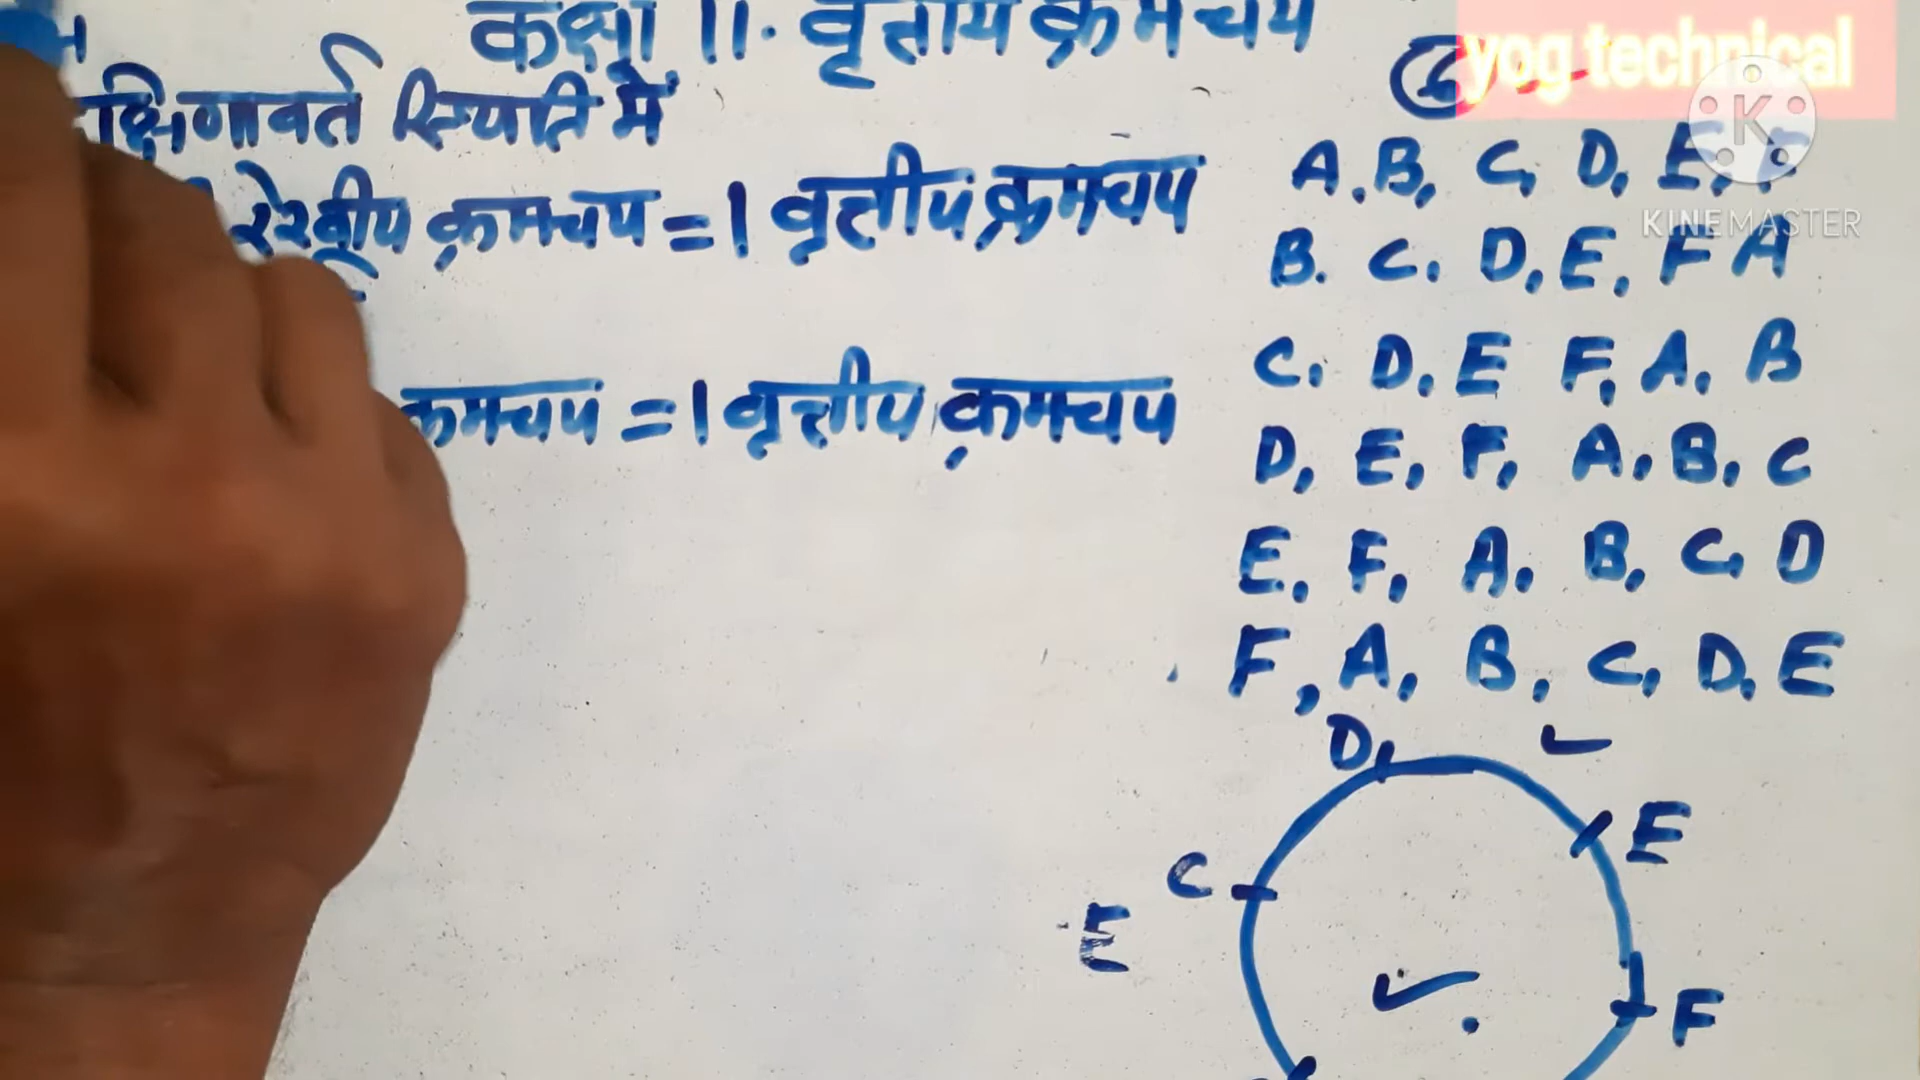 कक्षा 11. वृत्तीय क्रमचय
yog technical
क्षिणावर्त स्थिति में
रेखीय क्रमचय = 1 वृत्तीय क्रमचय
क्रमचय = 1 वृत्तीय क्रमचय
K
KINEMASTER
A, B, C, D, E, F
B. C. D, E, F A
C. D. E F, A, B
D, E, F, A, B, C
E, F, A, B, C, D
F, A, B, C, D, E
D
E
C
E
F